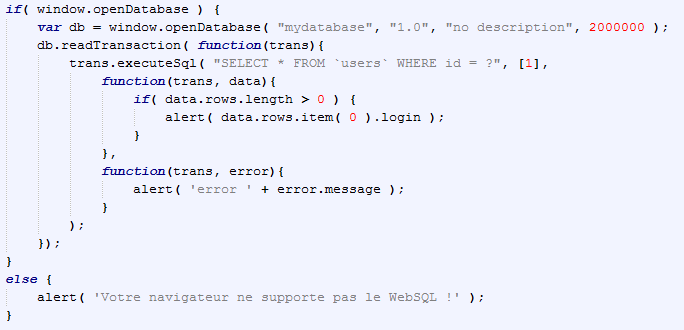 if( window.openDatabase ) {
    var db = window.openDatabase( "mydatabase", "1.0", "no description", 2000000 );
    db.readTransaction( function(trans){
        trans.executeSql( "SELECT * FROM `users` WHERE id = ?", [1],
            function(trans, data){
                if( data.rows.length > 0 ) {
                    alert( data.rows.item( 0 ).login );
                }
            },
            function(trans, error){
                alert( 'error ' + error.message );
            }
        );
    });
}
else {
    alert( 'Votre navigateur ne supporte pas le WebSQL !' );
}